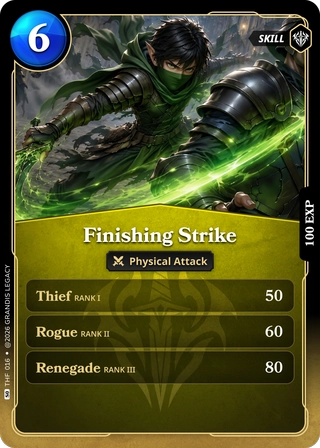 6
SKILL
Finishing Strike
Physical Attack
Thief RANK I 50
Rogue RANK II 60
Renegade RANK III 80
100 EXP
THF 016 ● @2026 GRANDIS LEGACY